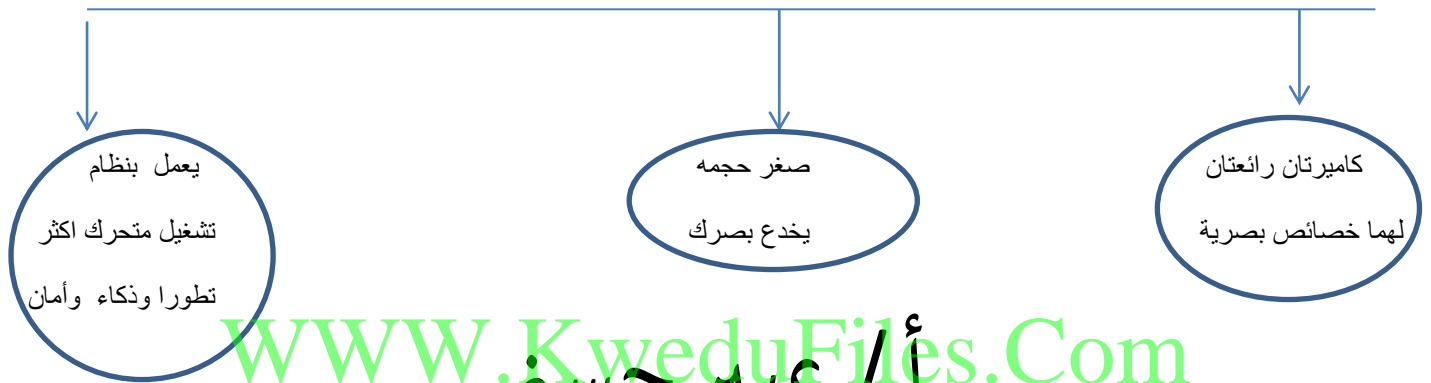 كاميرتان رائعتان
لهما خصائص بصرية
صغر حجمه
يخدع بصرك
يعمل بنظام
تشغيل متحرك اكثر
تطورا وذكاء وأمان
WWW.KweduFiles.Com
أ/